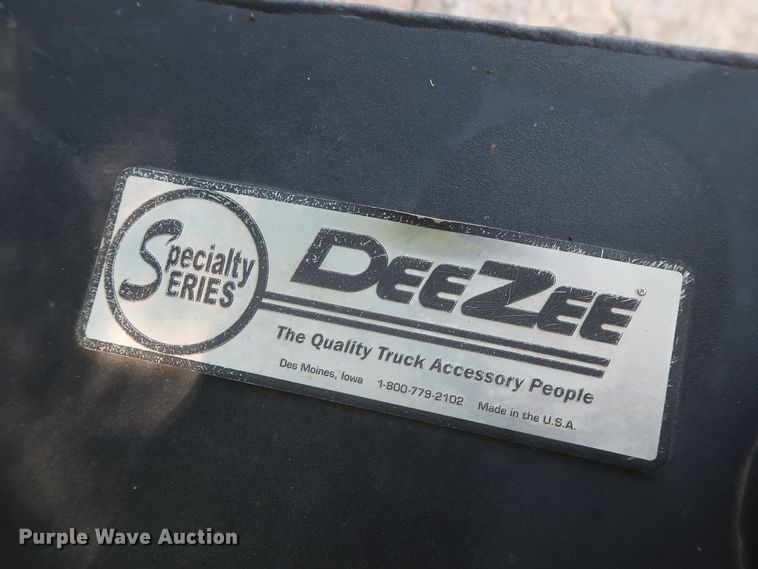 Specialty
SERIES
DEEZEE®
The Quality Truck Accessory People
Des Moines, Iowa 1-800-779-2102 Made in the U.S.A.
Purple Wave Auction